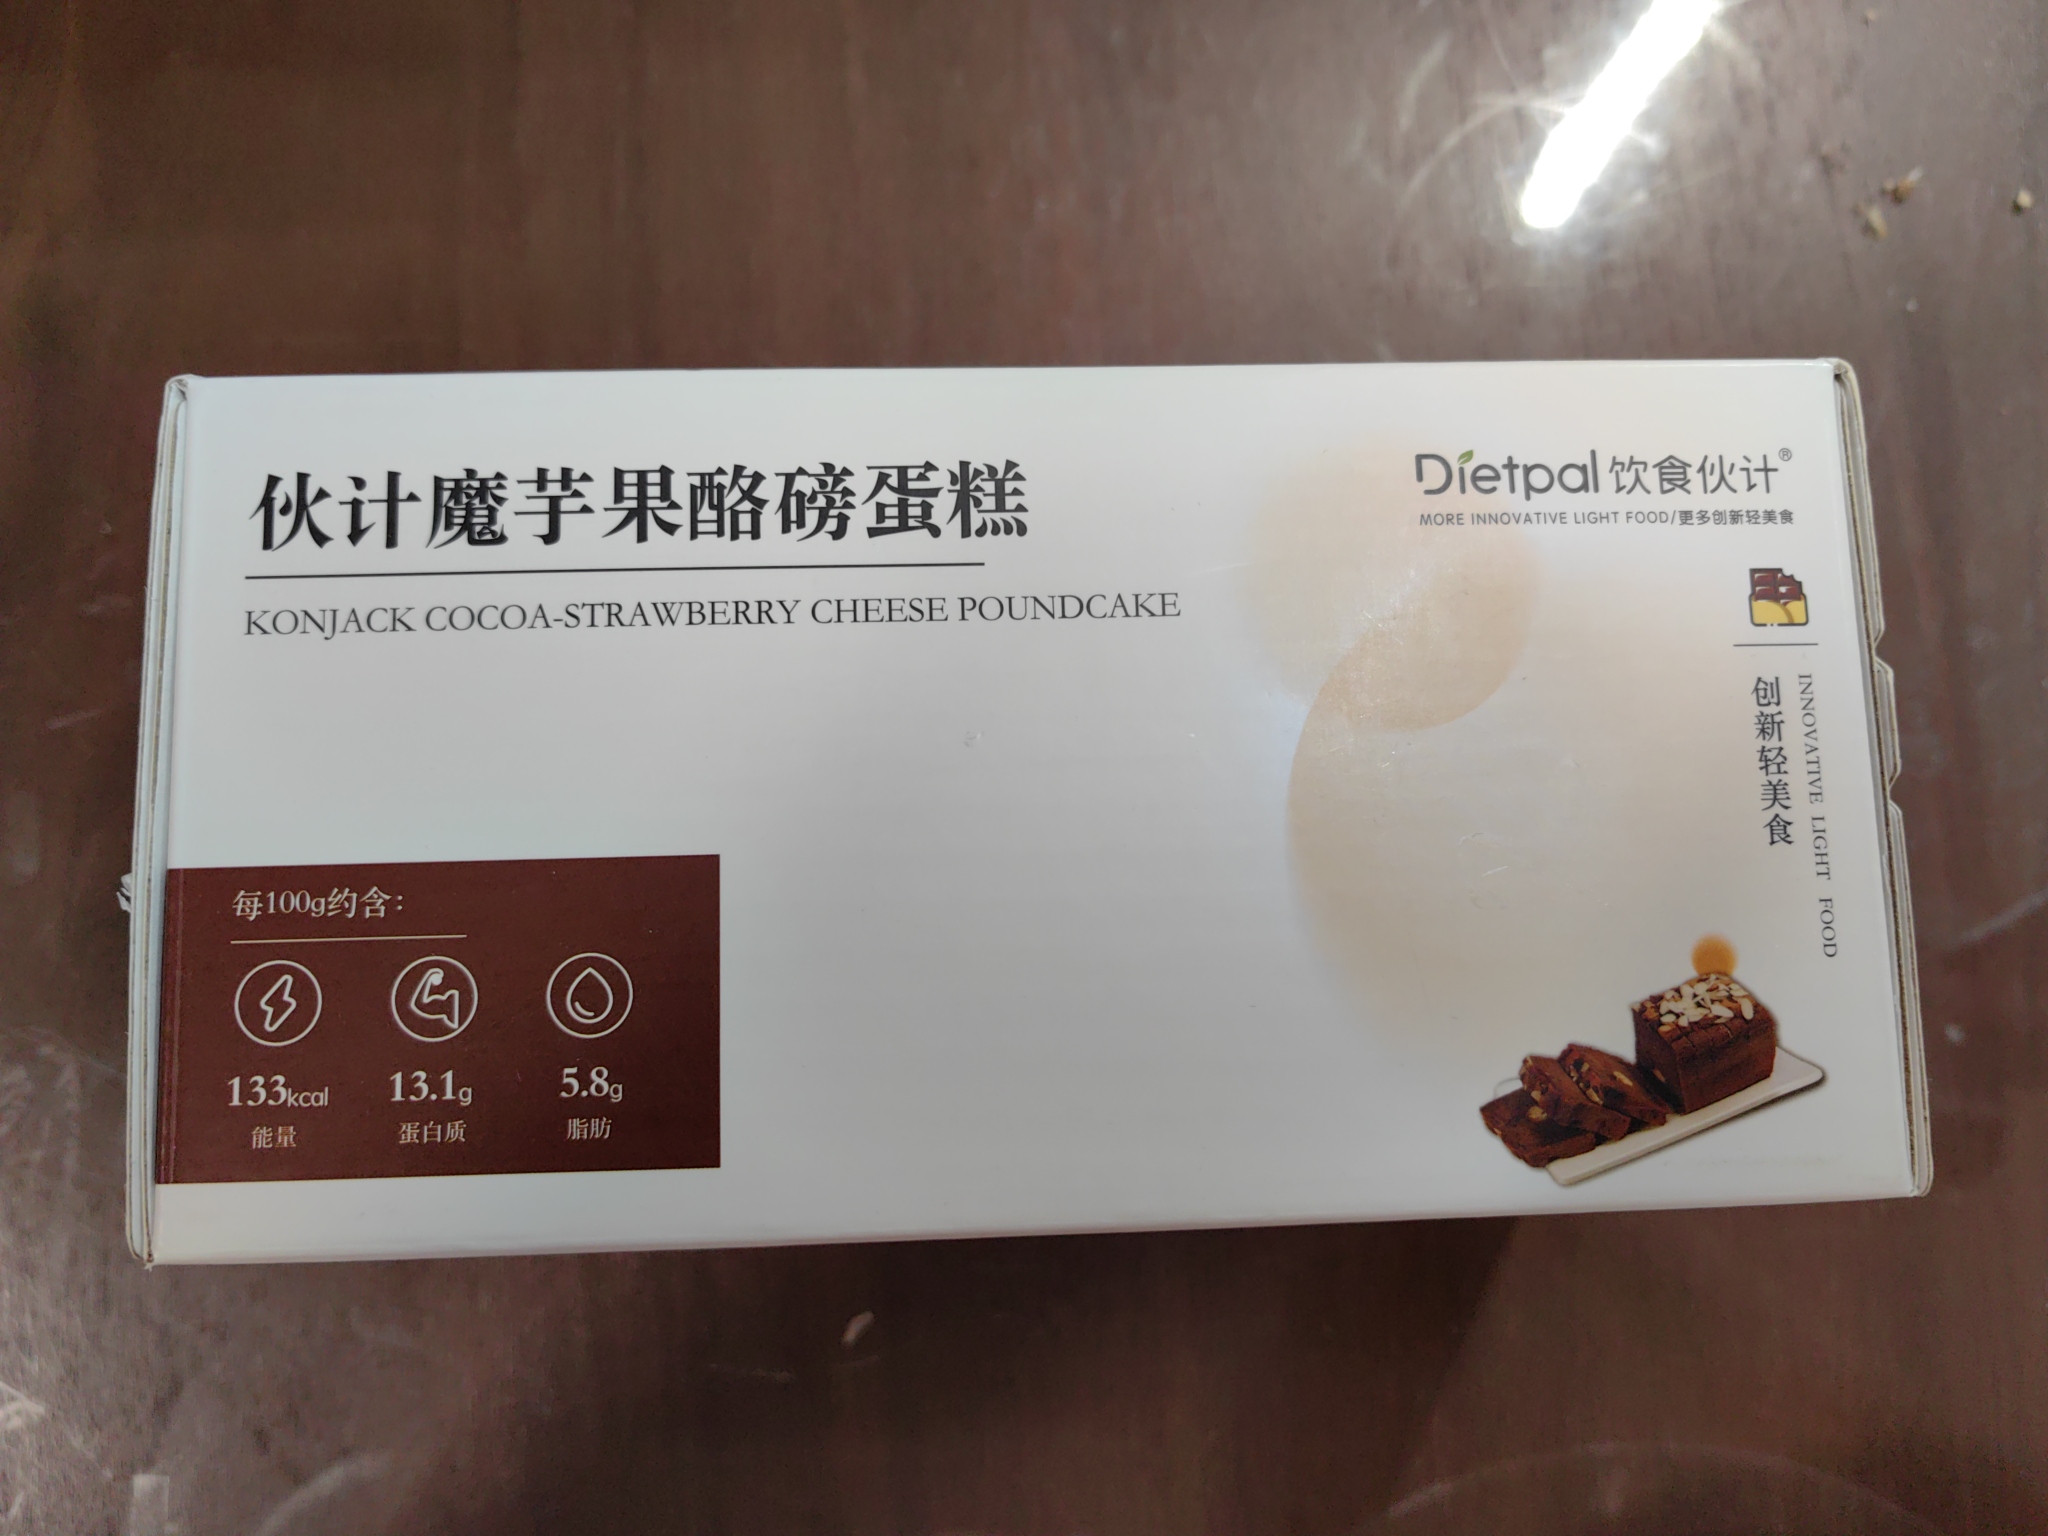 伙计魔芋果酪磅蛋糕
KONJACK COCOA-STRAWBERRY CHEESE POUNDCAKE
Dietpal 饮食伙计®
MORE INNOVATIVE LIGHT FOOD/更多创新轻美食
创新轻美食
INNOVATIVE LIGHT FOOD
每100g约含：
133kcal 13.1g 5.8g
能量 蛋白质 脂肪